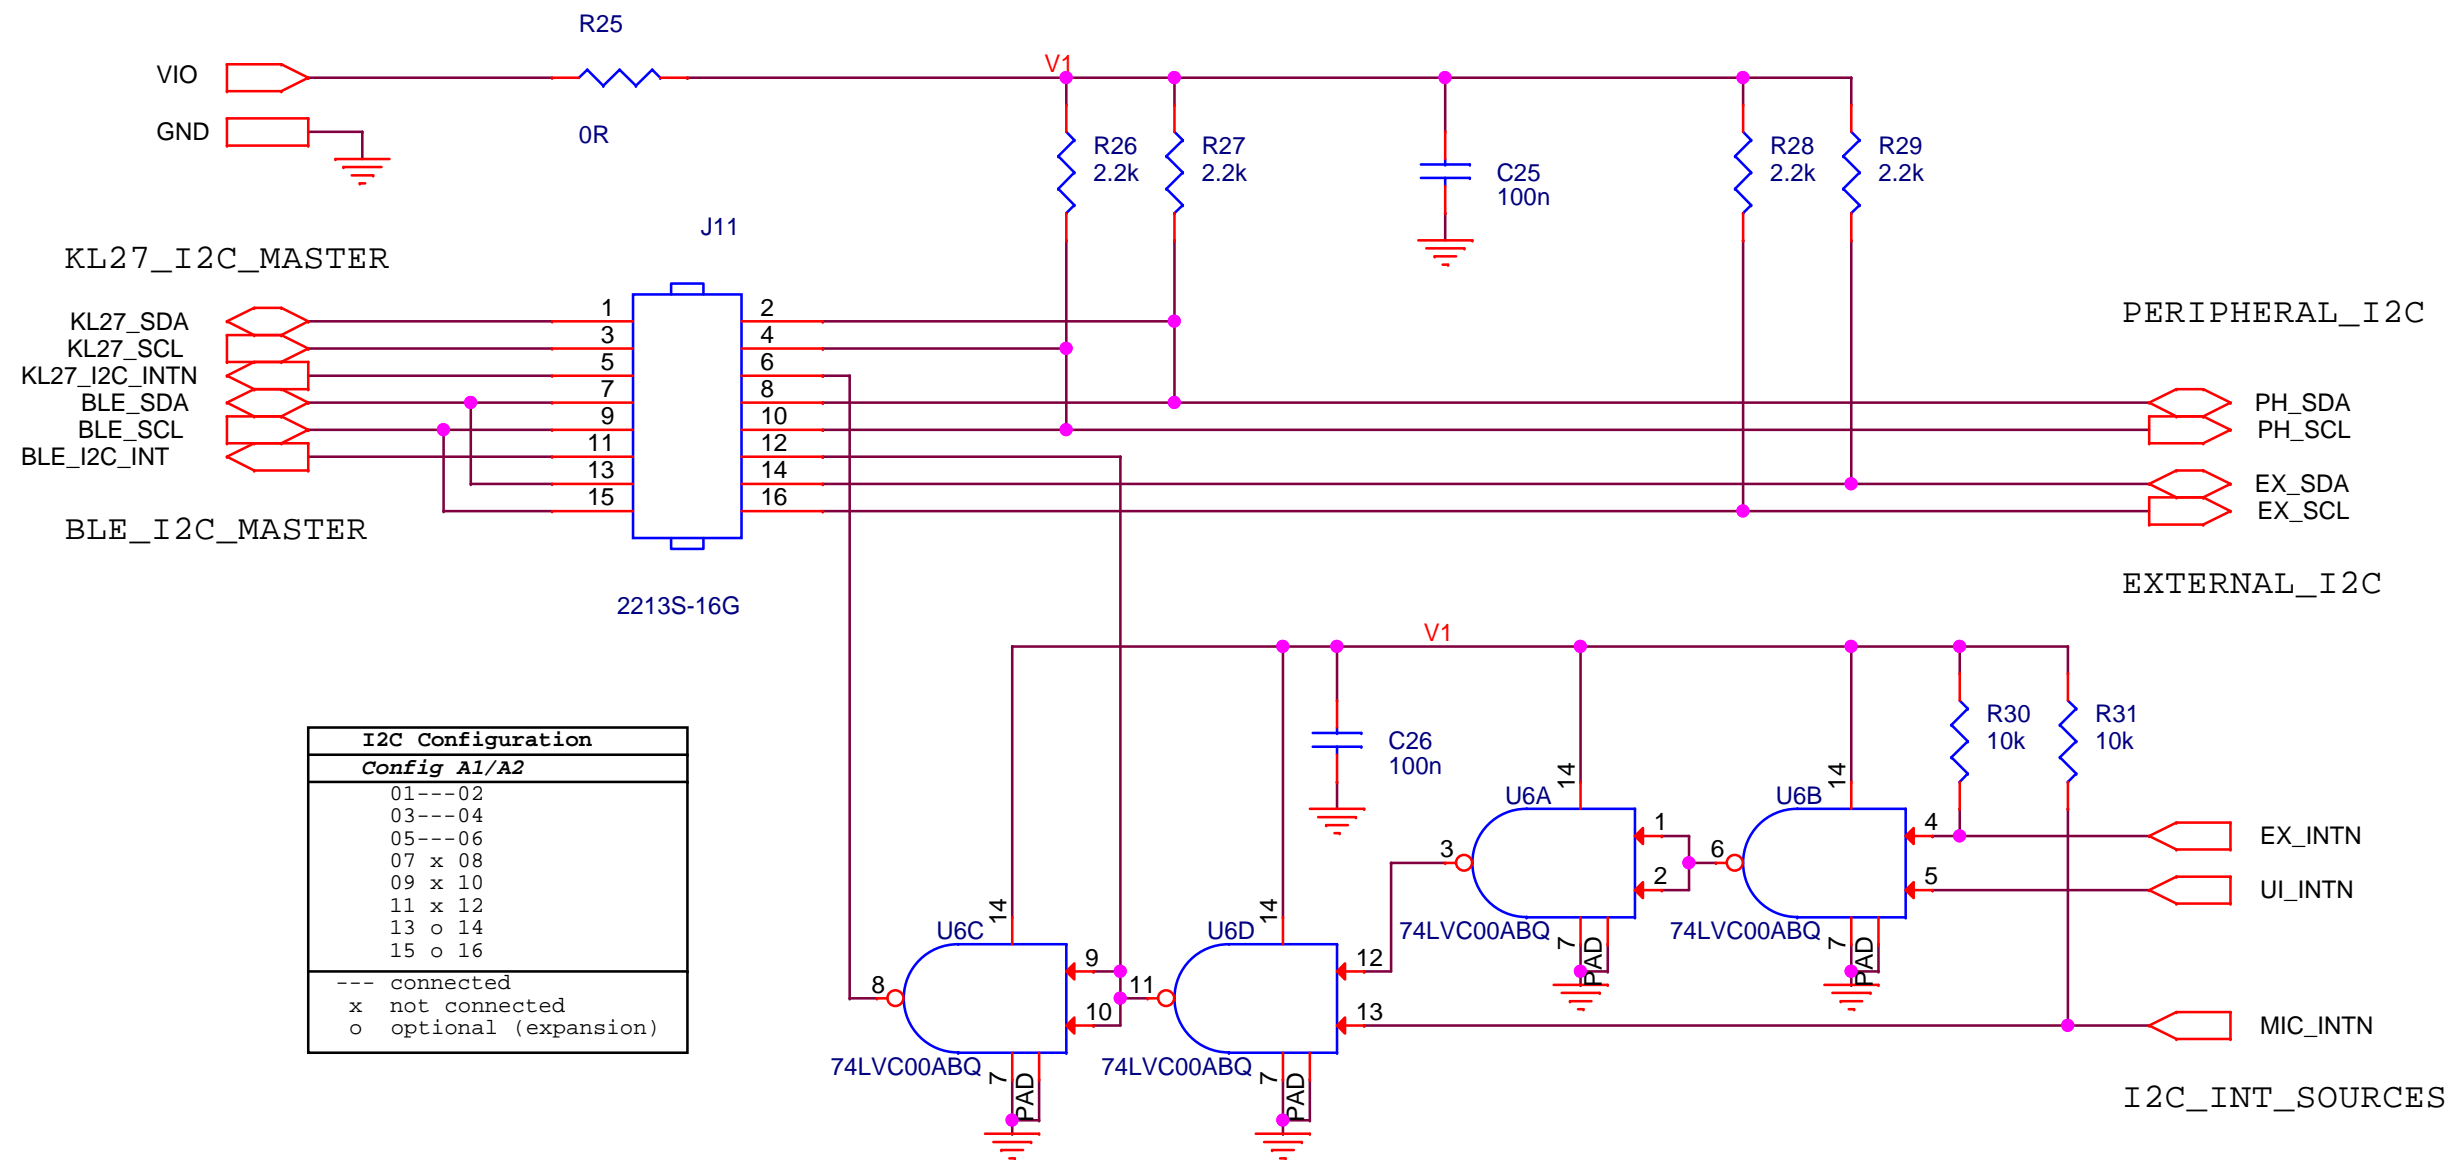 R25
VIO
V1
GND
0R
R26
2.2k
R27
2.2k
C25
100n
R28
2.2k
R29
2.2k
J11
KL27_I2C_MASTER
PERIPHERAL_I2C
KL27_SDA
1
2
KL27_SCL
3
4
KL27_I2C_INTN
5
6
BLE_SDA
7
8
PH_SDA
BLE_SCL
9
10
PH_SCL
BLE_I2C_INT
11
12
13
14
EX_SDA
15
16
EX_SCL
BLE_I2C_MASTER
EXTERNAL_I2C
2213S-16G
V1
I2C Configuration
Config A1/A2
01---02
03---04
05---06
07 x 08
09 x 10
11 x 12
13 o 14
15 o 16
--- connected
x not connected
o optional (expansion)
C26
100n
R30
10k
R31
10k
U6A
14
1
2
3
7
PAD
74LVC00ABQ
U6B
14
4
5
6
7
PAD
74LVC00ABQ
EX_INTN
UI_INTN
U6C
14
9
10
8
7
PAD
74LVC00ABQ
U6D
14
12
13
11
7
PAD
74LVC00ABQ
MIC_INTN
I2C_INT_SOURCES